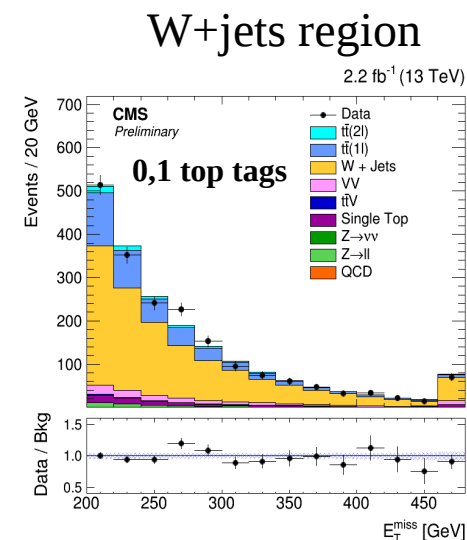 W+jets region
2.2 fb⁻¹ (13 TeV)
CMS
Preliminary
0,1 top tags
Data
tt̄(2l)
tt̄(1l)
W + Jets
VV
tt̄V
Single Top
Z→νν
Z→ll
QCD
Events / 20 GeV
700
600
500
400
300
200
100
Data / Bkg
1.5
1.0
0.5
200
250
300
350
400
450
E_T^miss [GeV]